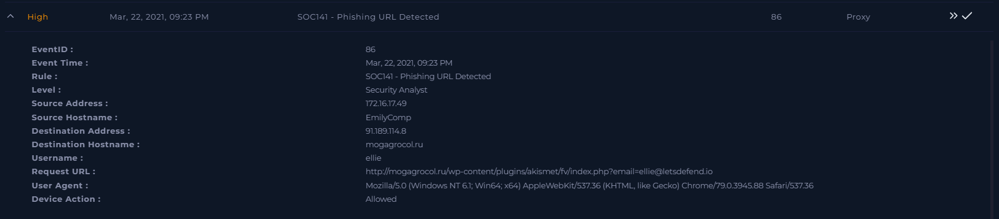 High Mar, 22, 2021, 09:23 PM SOC141 - Phishing URL Detected 86 Proxy
EventID : 86
Event Time : Mar, 22, 2021, 09:23 PM
Rule : SOC141 - Phishing URL Detected
Level : Security Analyst
Source Address : 172.16.17.49
Source Hostname : EmilyComp
Destination Address : 91.189.114.8
Destination Hostname : mogagrocol.ru
Username : ellie
Request URL : http://mogagrocol.ru/wp-content/plugins/akismet/fv/index.php?email=ellie@letsdefend.io
User Agent : Mozilla/5.0 (Windows NT 6.1; Win64; x64) AppleWebKit/537.36 (KHTML, like Gecko) Chrome/79.0.3945.88 Safari/537.36
Device Action : Allowed